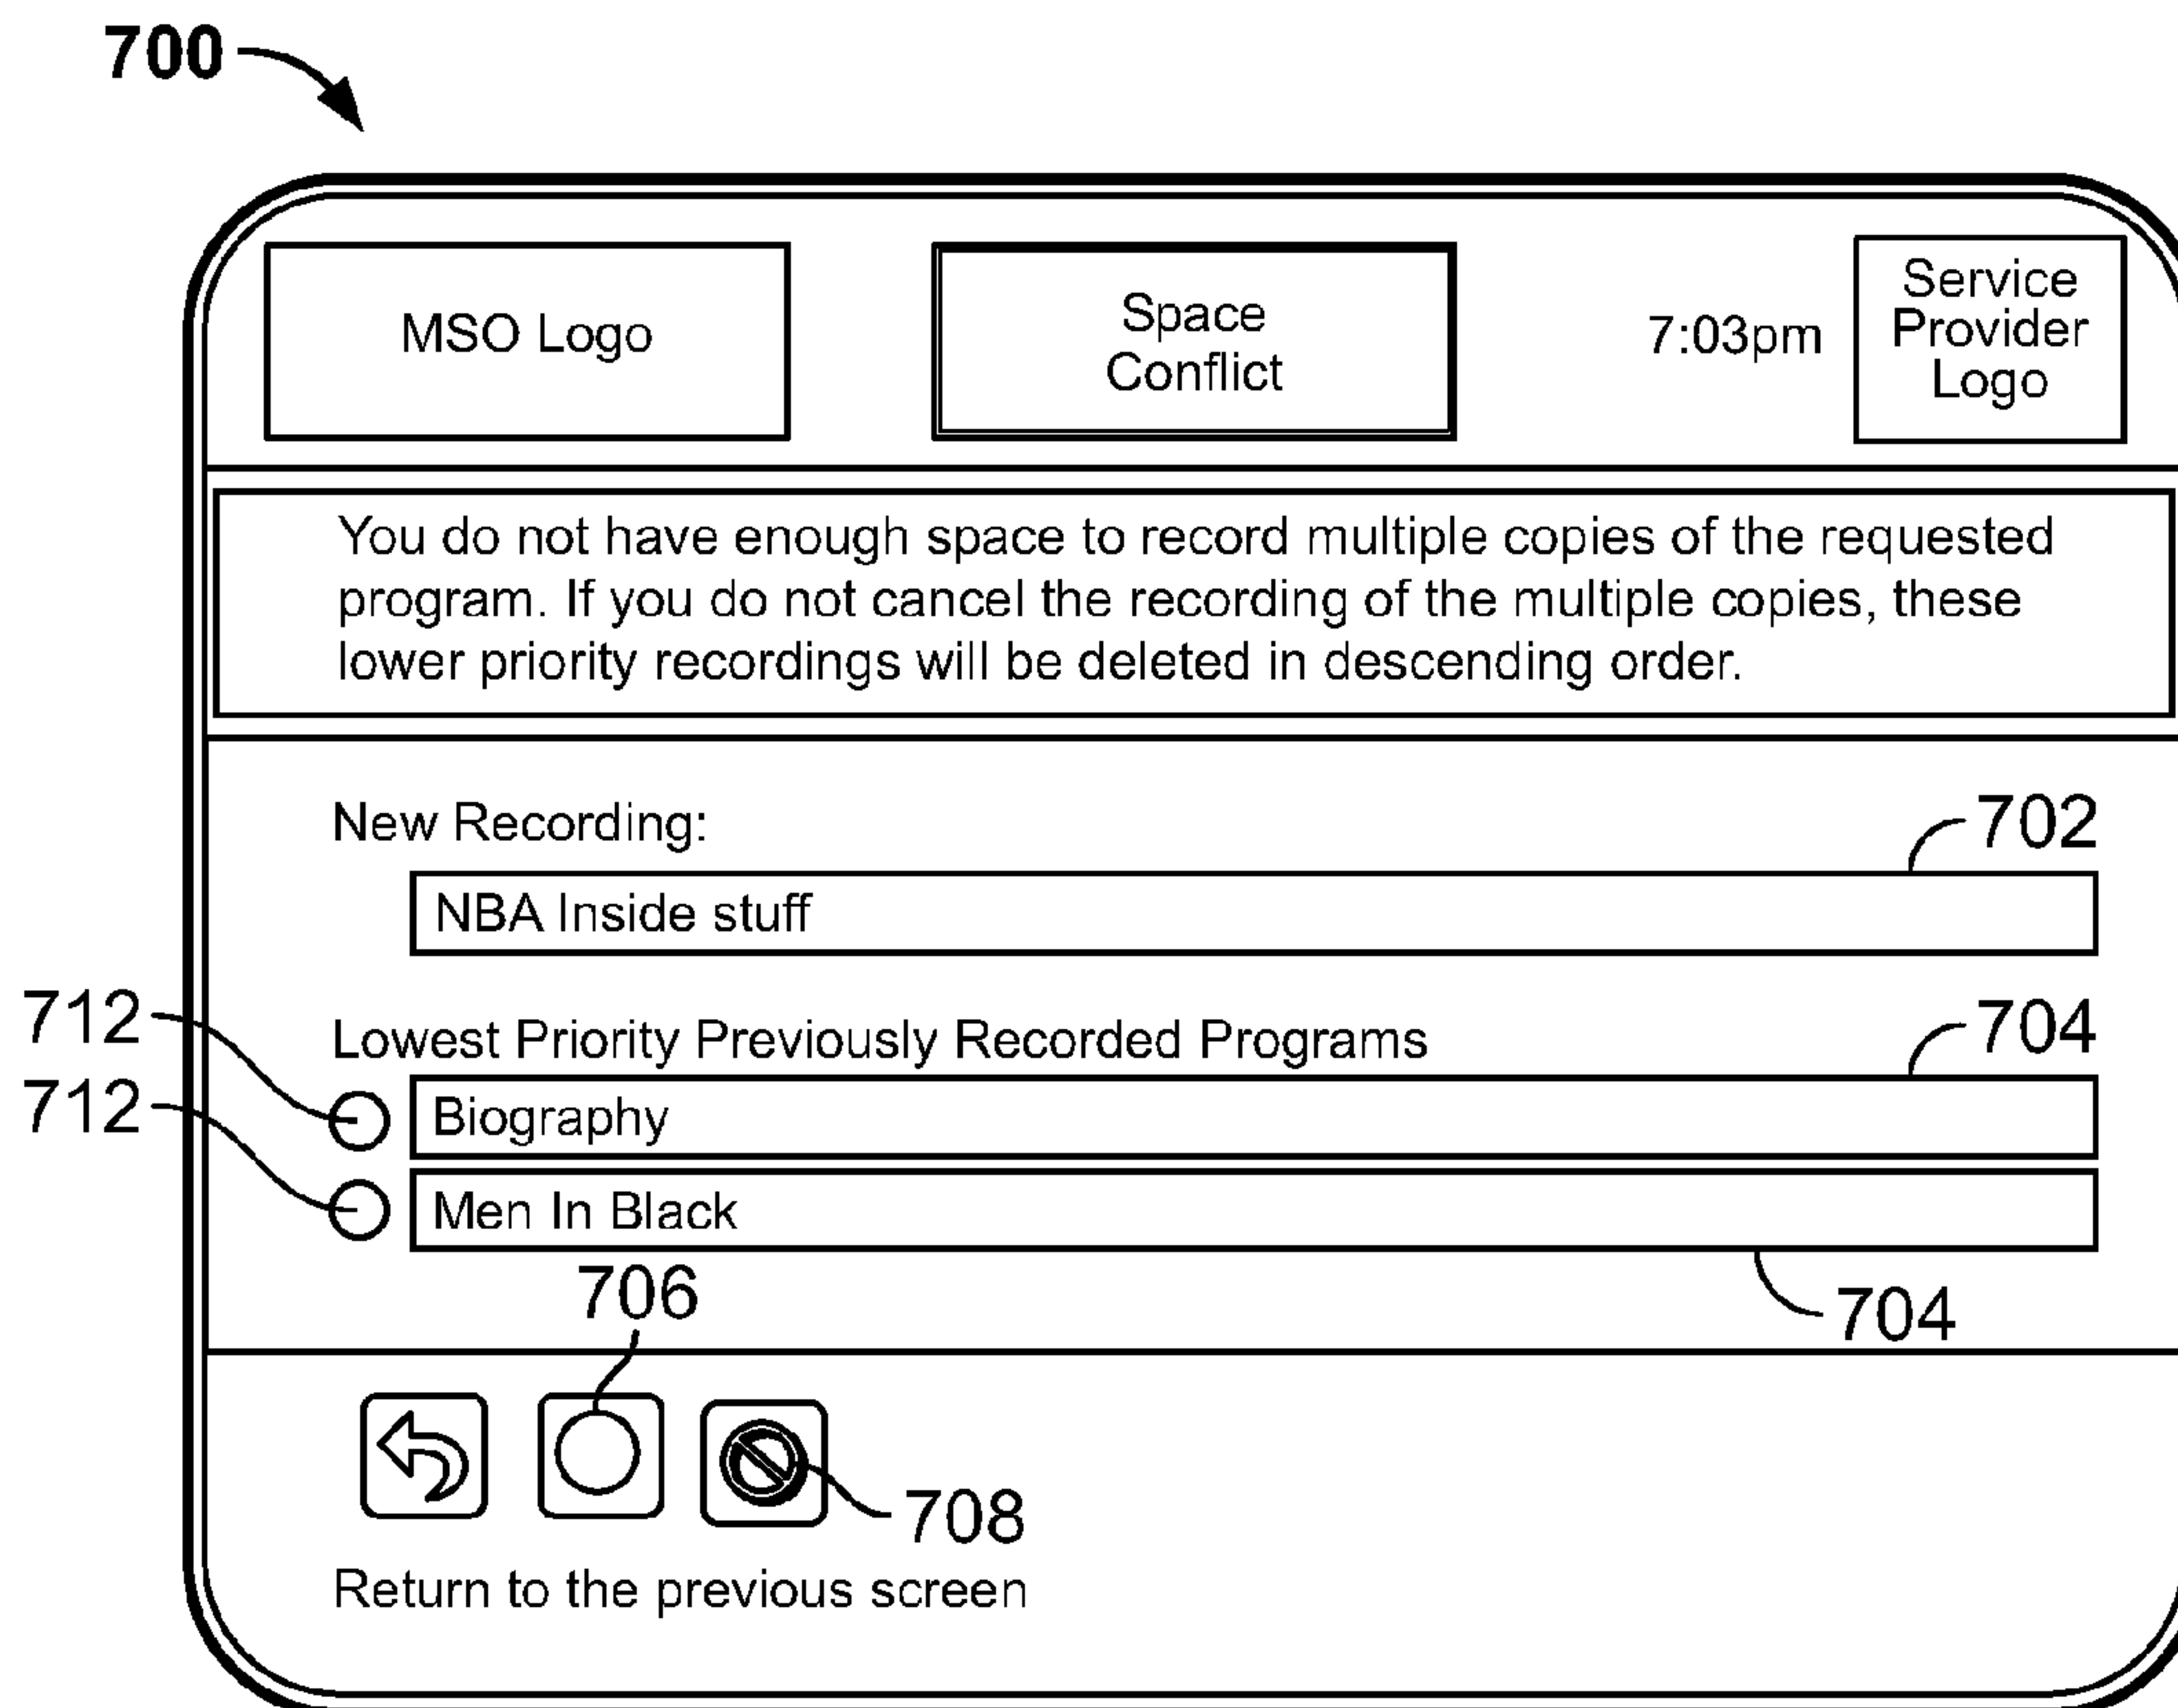 700
MSO Logo
Space
Conflict
7:03pm
Service
Provider
Logo
You do not have enough space to record multiple copies of the requested
program. If you do not cancel the recording of the multiple copies, these
lower priority recordings will be deleted in descending order.
New Recording:
702
NBA Inside stuff
712
Lowest Priority Previously Recorded Programs
704
712
Biography
Men In Black
706
704
708
Return to the previous screen